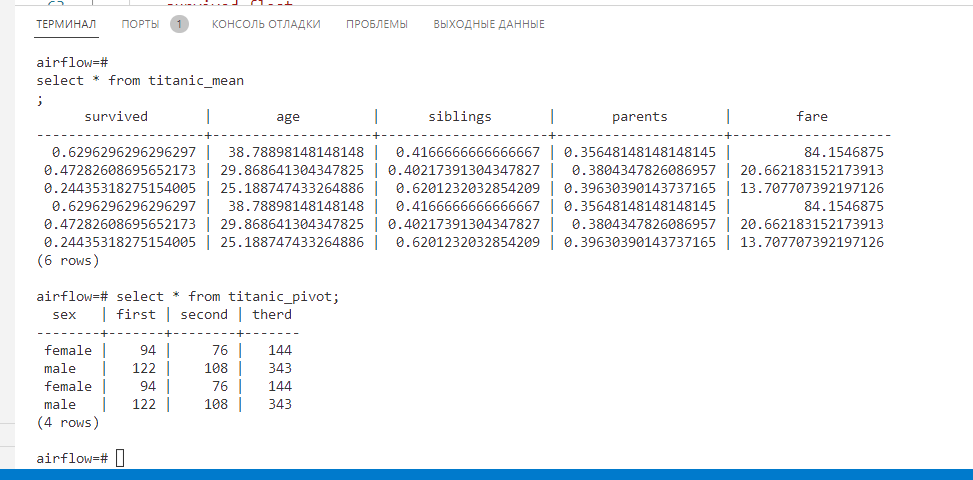 ТЕРМИНАЛ ПОРТЫ 1 КОНСОЛЬ ОТЛАДКИ ПРОБЛЕМЫ ВЫХОДНЫЕ ДАННЫЕ
airflow=#
select * from titanic_mean
;
survived | age | siblings | parents | fare
--------------------+--------------------+--------------------+---------------------+--------------------
0.6296296296296297 | 38.78898148148148 | 0.4166666666666667 | 0.35648148148148145 | 84.1546875
0.47282608695652173 | 29.868641304347825 | 0.40217391304347827 | 0.3804347826086957 | 20.662183152173913
0.24435318275154005 | 25.188747433264886 | 0.6201232032854209 | 0.39630390143737165 | 13.707707392197126
0.6296296296296297 | 38.78898148148148 | 0.4166666666666667 | 0.35648148148148145 | 84.1546875
0.47282608695652173 | 29.868641304347825 | 0.40217391304347827 | 0.3804347826086957 | 20.662183152173913
0.24435318275154005 | 25.188747433264886 | 0.6201232032854209 | 0.39630390143737165 | 13.707707392197126
(6 rows)
airflow=# select * from titanic_pivot;
sex | first | second | therd
--------+-------+--------+-------
female | 94 | 76 | 144
male | 122 | 108 | 343
female | 94 | 76 | 144
male | 122 | 108 | 343
(4 rows)
airflow=#